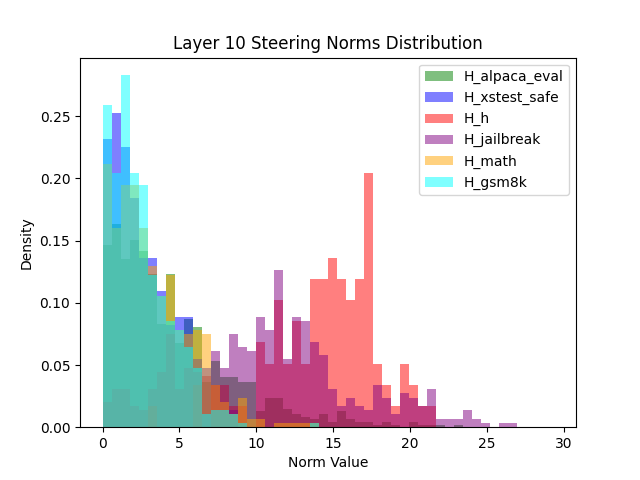 Layer 10 Steering Norms Distribution
H_alpaca_eval
H_xstest_safe
H_h
H_jailbreak
H_math
H_gsm8k
Density
0.25
0.20
0.15
0.10
0.05
0.00
0 5 10 15 20 25 30
Norm Value